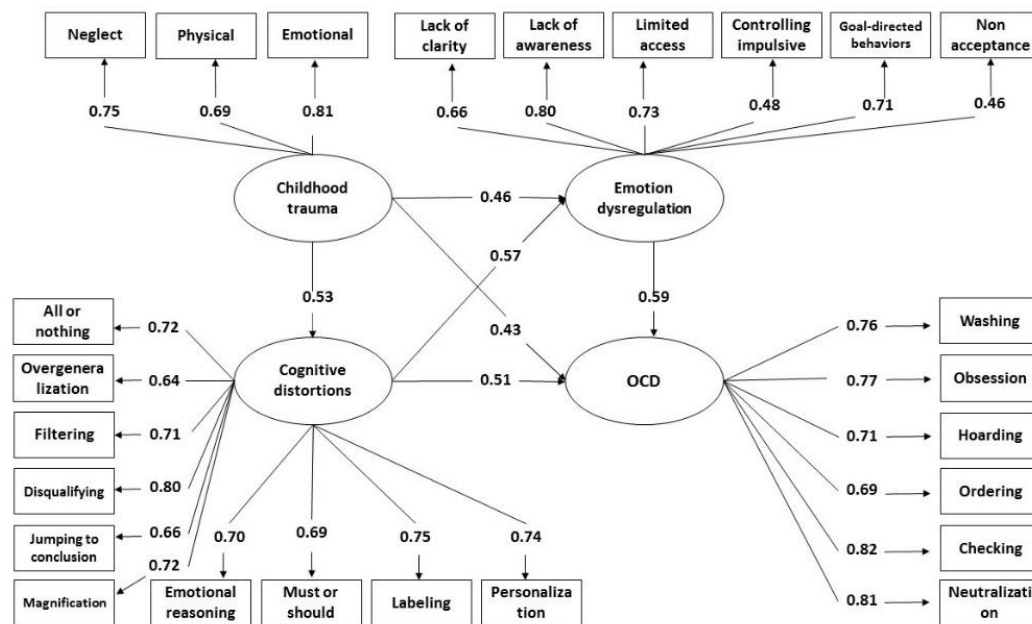 Neglect
Physical
Emotional
Lack of
clarity
Lack of
awareness
Limited
access
Controlling
impulsive
Goal-directed
behaviors
Non
acceptance
0.75
0.69
0.81
0.66
0.80
0.73
0.48
0.71
0.46
Childhood
trauma
0.46
Emotion
dysregulation
0.57
0.53
0.59
0.43
All or
nothing
0.72
Overgenera
lization
0.64
Filtering
0.71
Disqualifying
0.80
Jumping to
conclusion
0.66
Magnification
0.72
Cognitive
distortions
0.51
OCD
0.76
Washing
0.77
Obsession
0.71
Hoarding
0.69
Ordering
0.82
Checking
0.81
Neutralizati
on
0.70
0.69
0.75
0.74
Emotional
reasoning
Must or
should
Labeling
Personaliza
tion